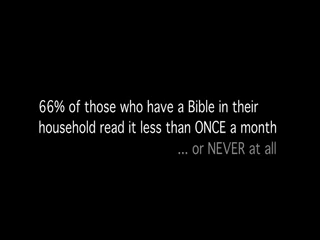 66% of those who have a Bible in their
household read it less than ONCE a month
... or NEVER at all